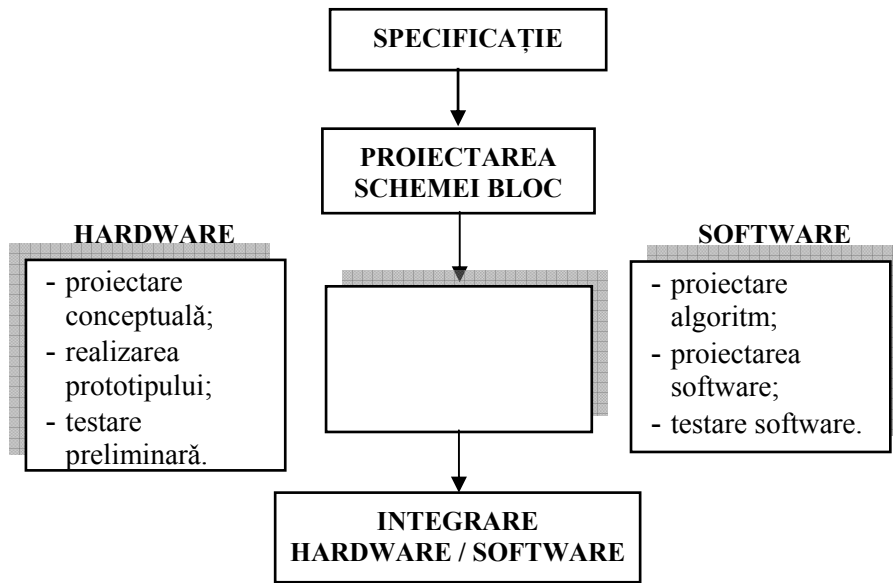 SPECIFICAȚIE
PROIECTAREA
SCHEMEI BLOC
HARDWARE
- proiectare
conceptuală;
- realizarea
prototipului;
- testare
preliminară.
SOFTWARE
- proiectare
algoritm;
- proiectarea
software;
- testare software.
INTEGRARE
HARDWARE / SOFTWARE